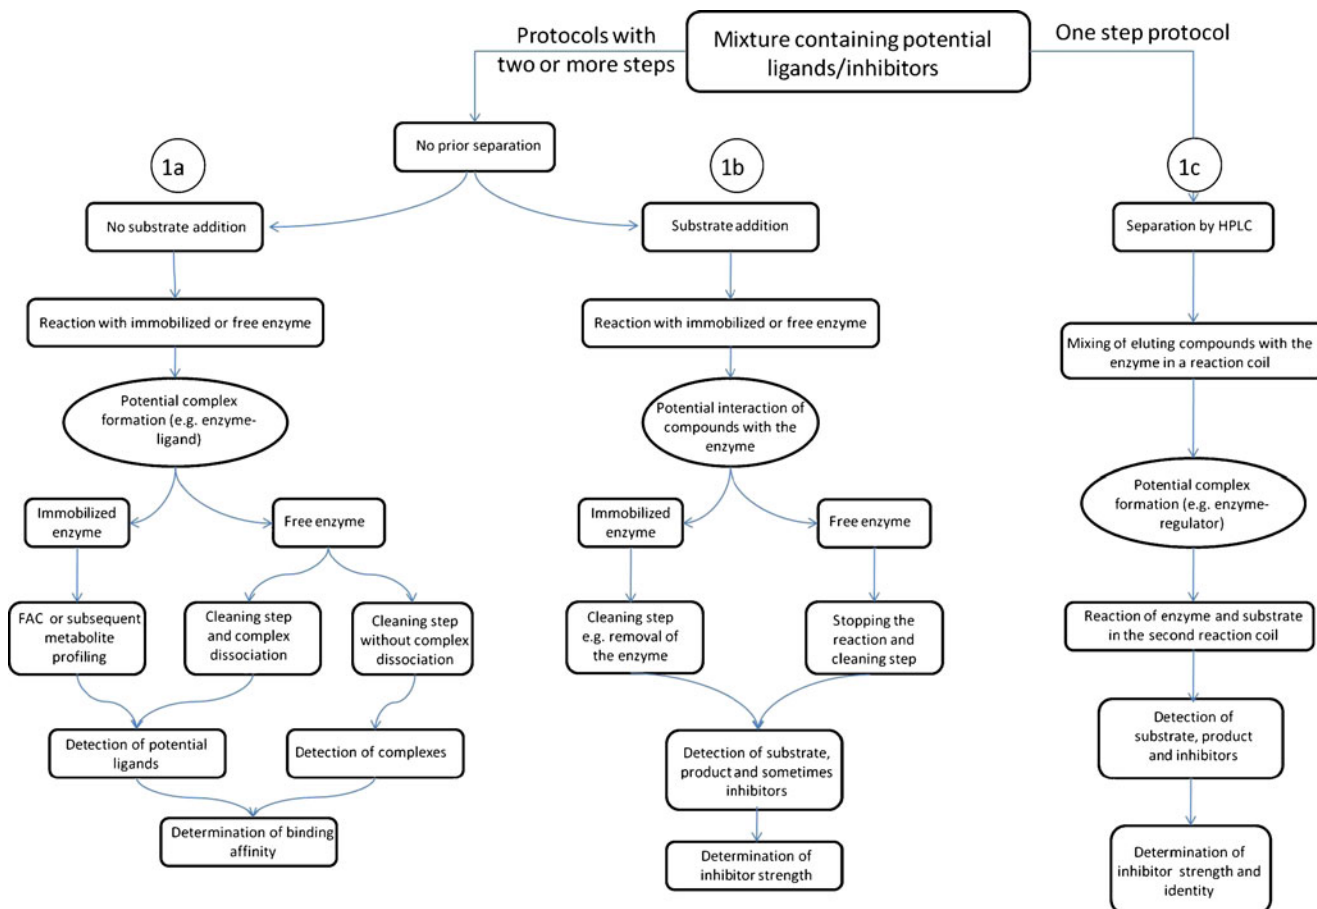 Protocols with
two or more steps
Mixture containing potential
ligands/inhibitors
One step protocol
No prior separation
1a
1b
1c
No substrate addition
Substrate addition
Separation by HPLC
Reaction with immobilized or free enzyme
Reaction with immobilized or free enzyme
Mixing of eluting compounds with the
enzyme in a reaction coil
Potential complex
formation (e.g. enzyme-
ligand)
Potential interaction of
compounds with the
enzyme
Potential complex
formation (e.g. enzyme-
regulator)
Immobilized
enzyme
Free enzyme
Immobilized
enzyme
Free enzyme
FAC or subsequent
metabolite
profiling
Cleaning step
and complex
dissociation
Cleaning step
without complex
dissociation
Cleaning step
e.g. removal of
the enzyme
Stopping the
reaction and
cleaning step
Reaction of enzyme and substrate
in the second reaction coil
Detection of potential
ligands
Detection of complexes
Detection of substrate,
product and sometimes
inhibitors
Detection of
substrate, product
and inhibitors
Determination of binding
affinity
Determination of
inhibitor strength
Determination of
inhibitor strength and
identity